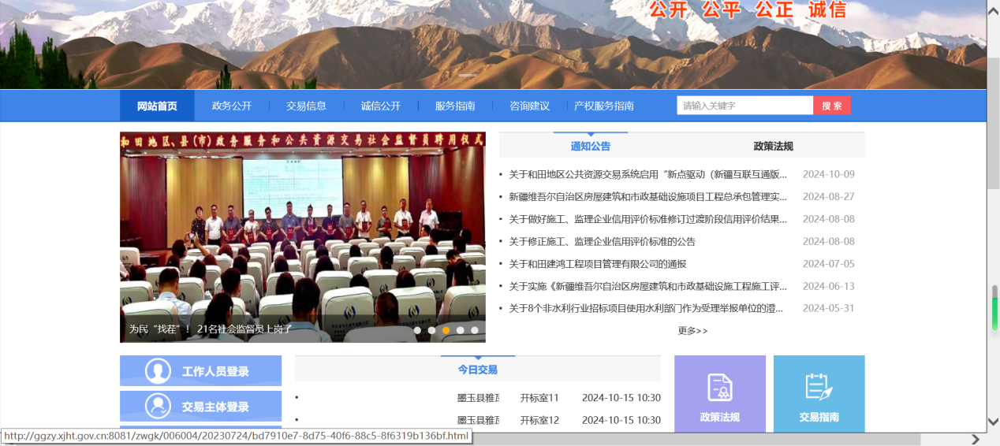 公开 公平 公正 诚信
网站首页 政务公开 交易信息 诚信公开 服务指南 咨询建议 产权服务指南 请输入关键字 搜 索
和田地区、县(市)政务服务和公共资源交易社会监督员聘用仪式
为民“找茬”！ 21名社会监督员上岗了
通知公告 政策法规
关于和田地区公共资源交易系统启用“新点驱动（新疆互联互通版... 2024-10-09
新疆维吾尔自治区房屋建筑和市政基础设施项目工程总承包管理实... 2024-08-27
关于做好施工、监理企业信用评价标准修订过渡阶段信用评价结果... 2024-08-08
关于修正施工、监理企业信用评价标准的公告 2024-08-08
关于和田建鸿工程项目管理有限公司的通报 2024-07-05
关于实施《新疆维吾尔自治区房屋建筑和市政基础设施工程施工评... 2024-06-13
关于8个非水利行业招标项目使用水利部门作为受理举报单位的澄... 2024-05-31
更多>>
工作人员登录
交易主体登录
今日交易
墨玉县雅瓦 开标室11 2024-10-15 10:30
墨玉县雅瓦 开标室12 2024-10-15 10:30
政策法规
交易指南
http://ggzy.xjht.gov.cn:8081/zwgk/006004/20230724/bd7910e7-8d75-40f6-88c5-8f6319b136bf.html